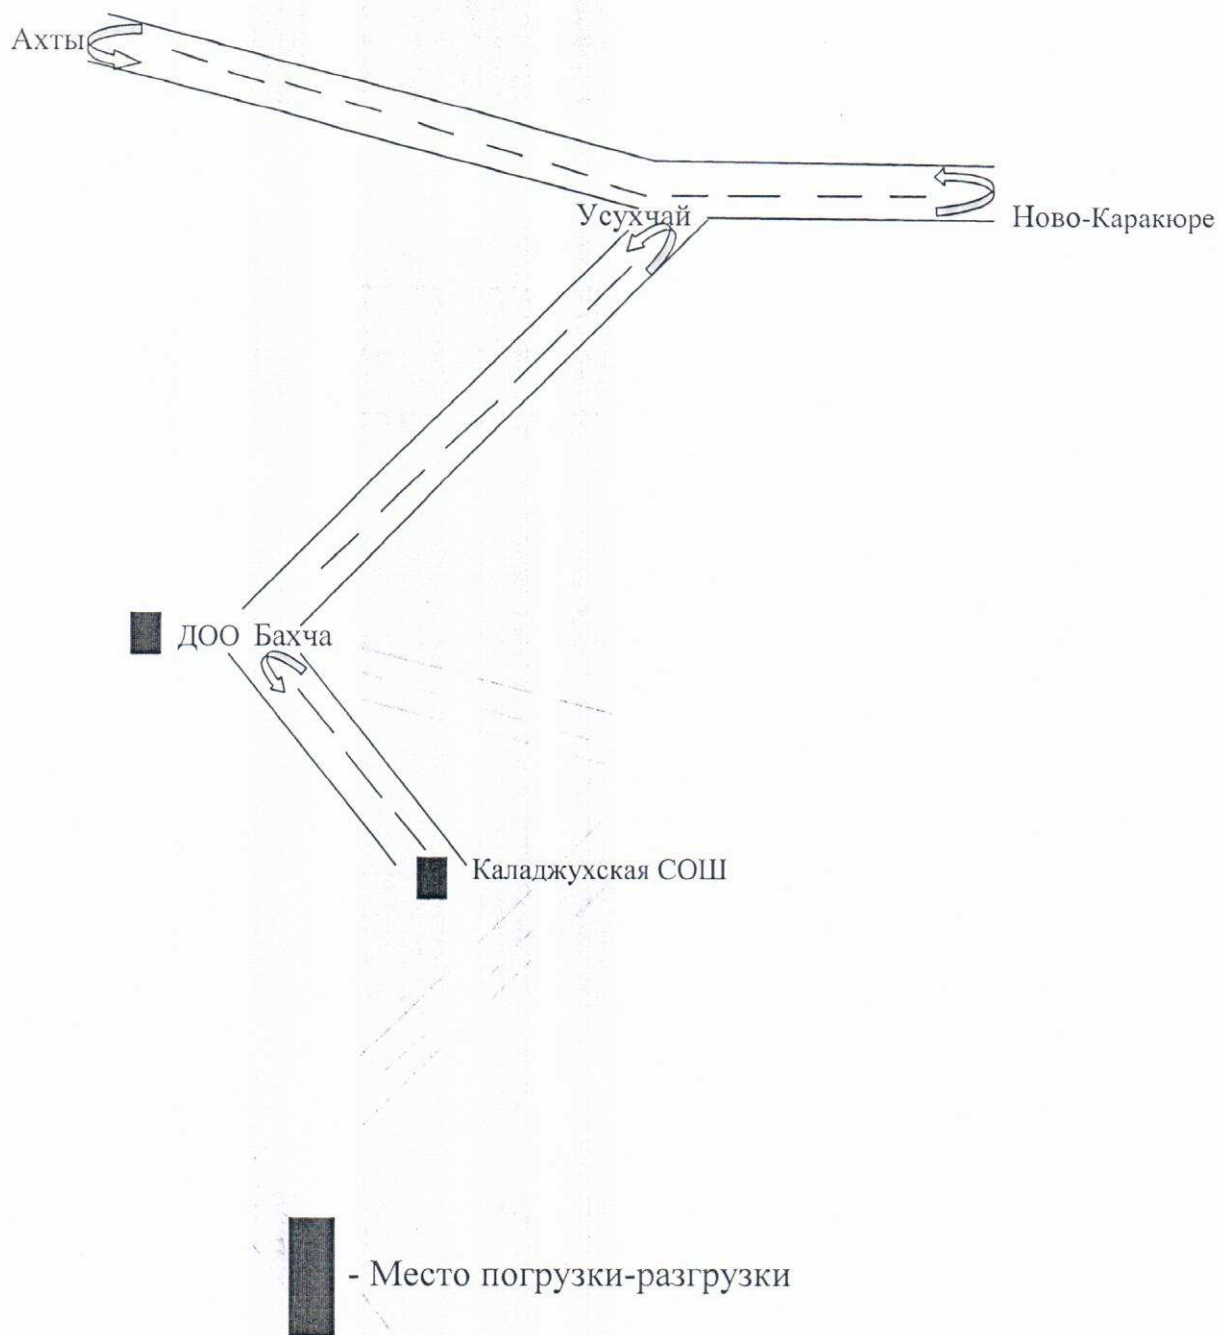 Ахты
Усухчай
Ново-Каракюре
ДОО Бахча
Каладжухская СОШ
- Место погрузки-разгрузки